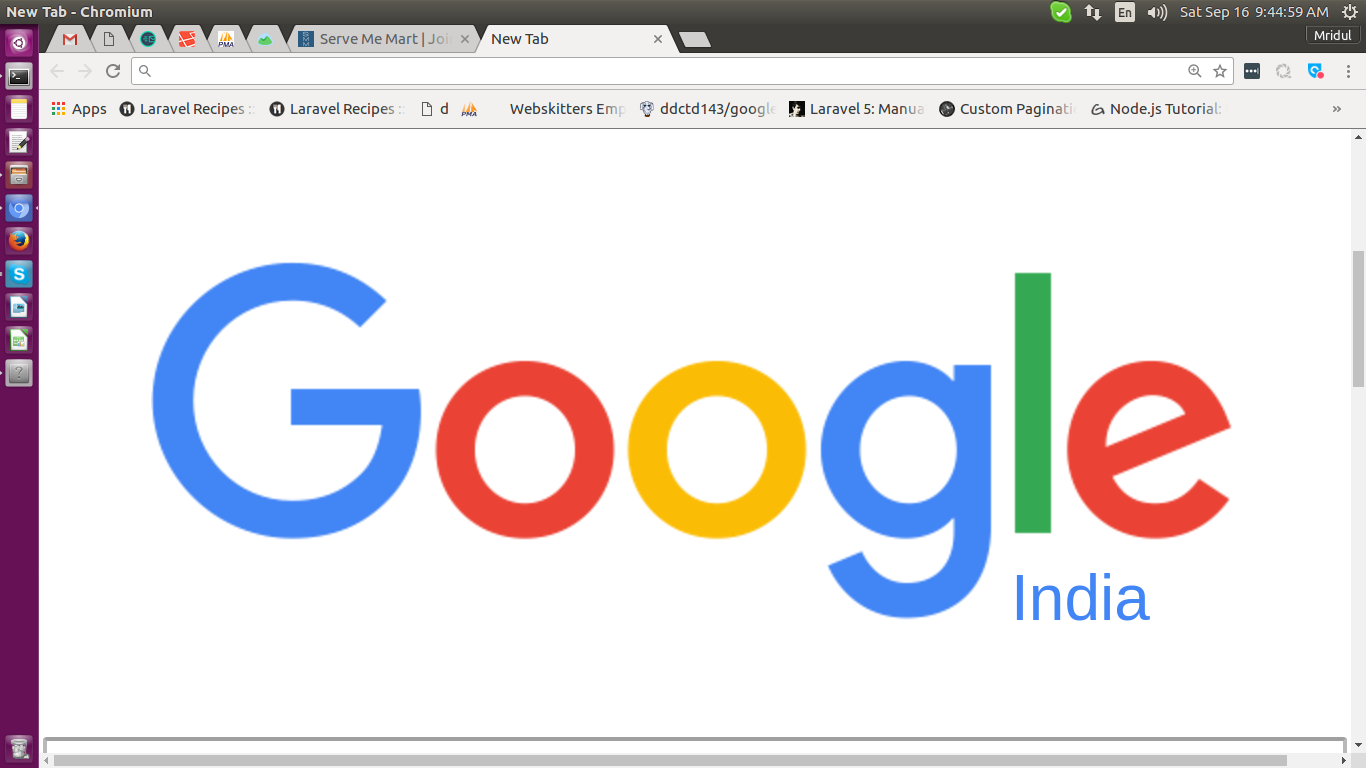 New Tab - Chromium
En
Sat Sep 16 9:44:59 AM
Mridul
PMA
Serve Me Mart | Joi
New Tab
Apps
Laravel Recipes ::
Laravel Recipes ::
d
PMA
Webskitters Emp
ddctd143/google
Laravel 5: Manua
Custom Paginati
Node.js Tutorial:
»
Google
India